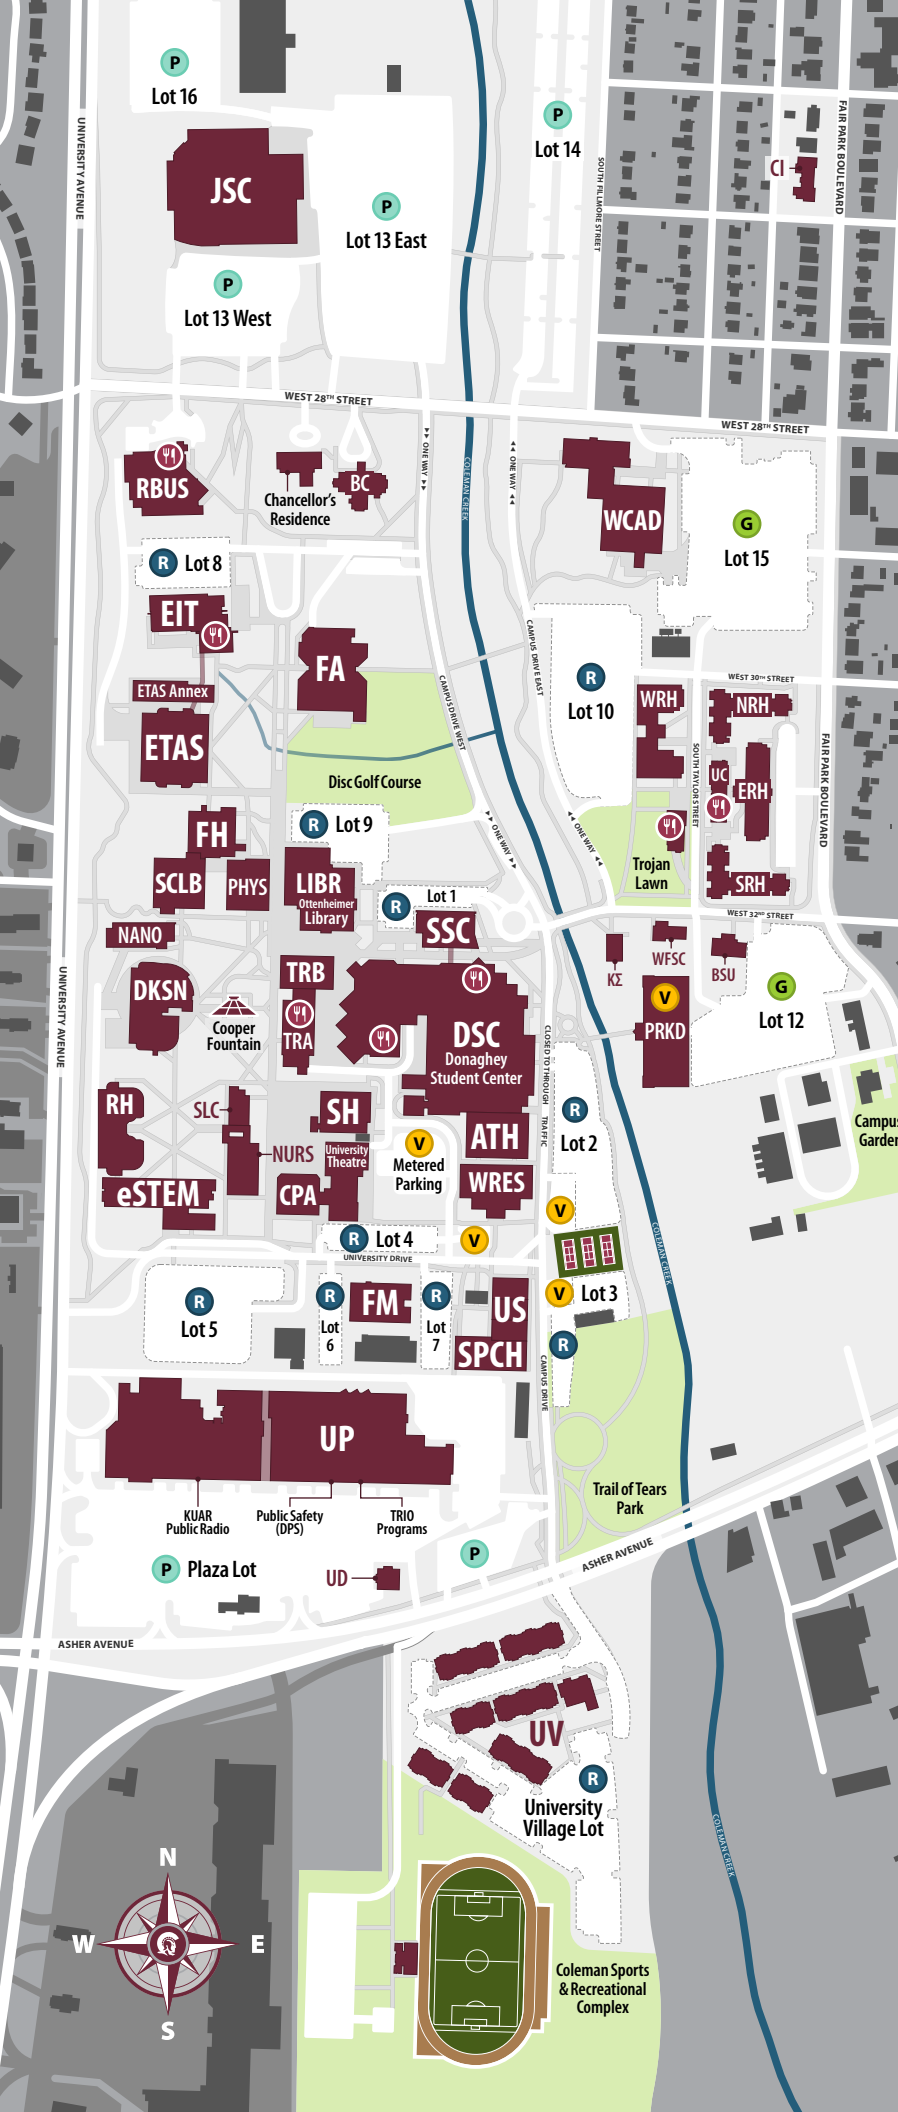 P
Lot 16
P
Lot 14
UNIVERSITY AVENUE
FAIR PARK BOULEVARD
SOUTH FILLMORE STREET
CI
JSC
P
Lot 13 East
P
Lot 13 West
WEST 28TH STREET
WEST 28TH STREET
ONE WAY
ONE WAY
COLEMAN CREEK
RBUS
Chancellor's
Residence
BC
WCAD
G
Lot 15
R Lot 8
EIT
FA
CAMPUS DRIVE EAST
CAMPUS DRIVE WEST
R
Lot 10
WEST 30TH STREET
ETAS Annex
ETAS
WRH
NRH
UC
ERH
SOUTH TAYLOR STREET
FAIR PARK BOULEVARD
Disc Golf Course
R Lot 9
ONE WAY
ONE WAY
FH
SCLB
PHYS
LIBR
Ottenheimer
Library
Trojan
Lawn
SRH
R
Lot 1
WEST 32ND STREET
NANO
SSC
KΣ
WFSC
BSU
UNIVERSITY AVENUE
DKSN
Cooper
Fountain
TRB
TRA
DSC
Donaghey
Student Center
V
PRKD
G
Lot 12
CLOSED TO THROUGH TRAFFIC
RH
SLC
NURS
SH
University
Theatre
V
Metered
Parking
ATH
R
Lot 2
Campus
Garden
eSTEM
CPA
WRES
V
COLEMAN CREEK
R Lot 4
V
UNIVERSITY DRIVE
R
Lot 5
R
Lot
6
FM
R
Lot
7
US
V Lot 3
R
SPCH
CAMPUS DRIVE
UP
KUAR
Public Radio
Public Safety
(DPS)
TRIO
Programs
Trail of Tears
Park
P Plaza Lot
UD
P
ASHER AVENUE
ASHER AVENUE
UV
R
University
Village Lot
COLEMAN CREEK
N
W
E
S
Coleman Sports
& Recreational
Complex